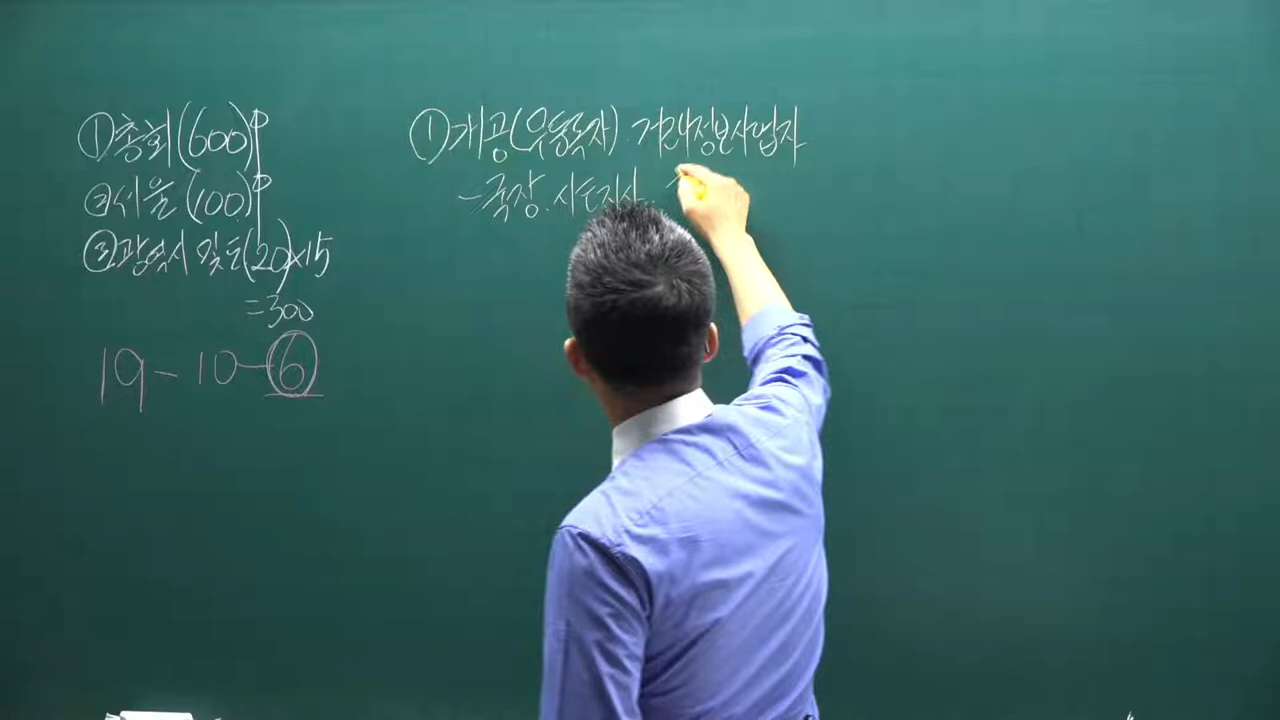 ①총회(600)
②서울(100)
③광역시 및 도(20)×15
=300
19-10-⑥
①개공(우동독자). 거래정보사업자
-국장. 시도지사